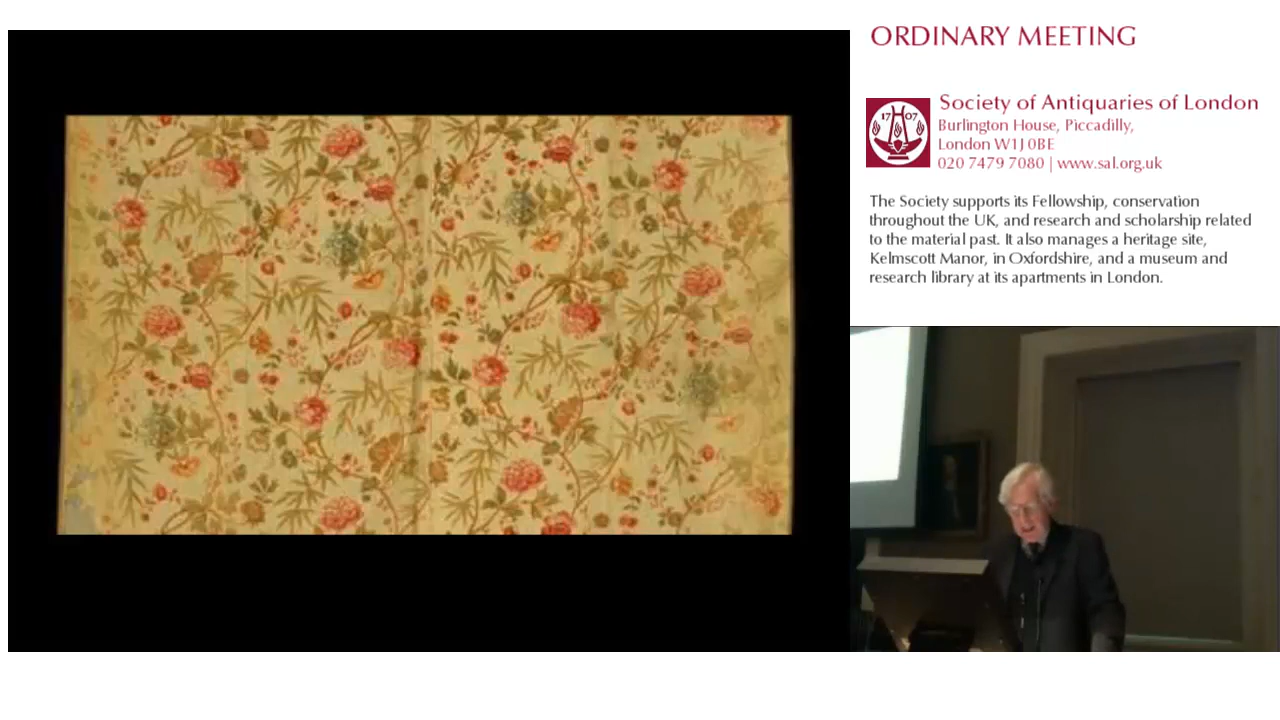 ORDINARY MEETING
17 07
Society of Antiquaries of London
Burlington House, Piccadilly,
London W1J 0BE
020 7479 7080 | www.sal.org.uk
The Society supports its Fellowship, conservation
throughout the UK, and research and scholarship related
to the material past. It also manages a heritage site,
Kelmscott Manor, in Oxfordshire, and a museum and
research library at its apartments in London.